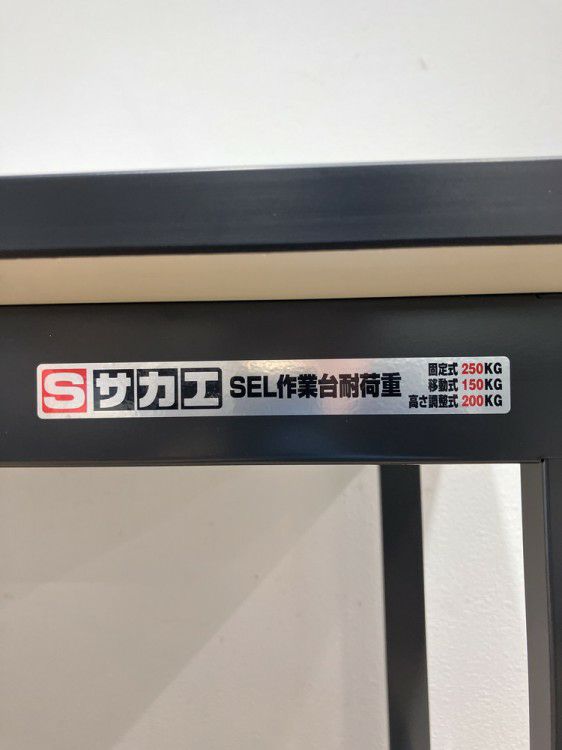 Sサカエ SEL作業台耐荷重
固定式 250KG
移動式 150KG
高さ調整式 200KG